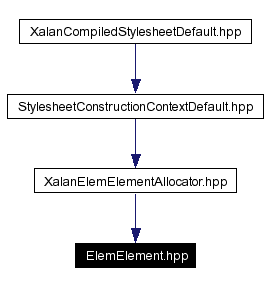 XalanCompiledStylesheetDefault.hpp
StylesheetConstructionContextDefault.hpp
XalanElemElementAllocator.hpp
ElemElement.hpp